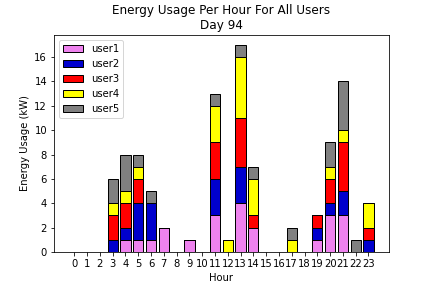 Energy Usage Per Hour For All Users
Day 94
user1
user2
user3
user4
user5
Energy Usage (kW)
16
14
12
10
8
6
4
2
0
0 1 2 3 4 5 6 7 8 9 10 11 12 13 14 15 16 17 18 19 20 21 22 23
Hour